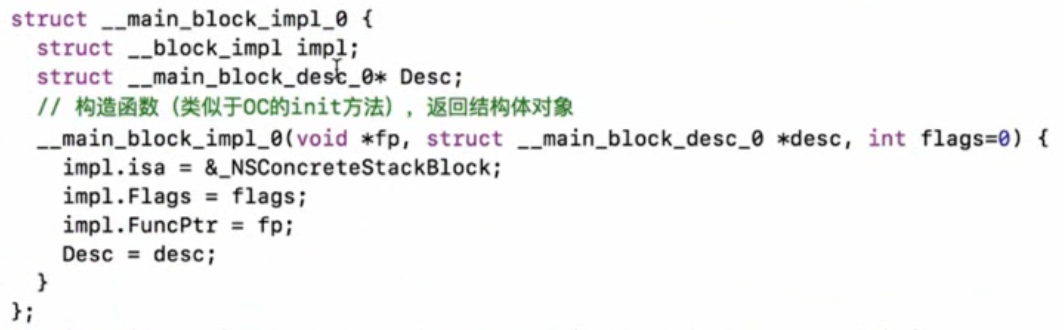 struct __main_block_impl_0 {
  struct __block_impl impl;
  struct __main_block_desc_0* Desc;
  // 构造函数（类似于OC的init方法），返回结构体对象
  __main_block_impl_0(void *fp, struct __main_block_desc_0 *desc, int flags=0) {
    impl.isa = &_NSConcreteStackBlock;
    impl.Flags = flags;
    impl.FuncPtr = fp;
    Desc = desc;
  }
};